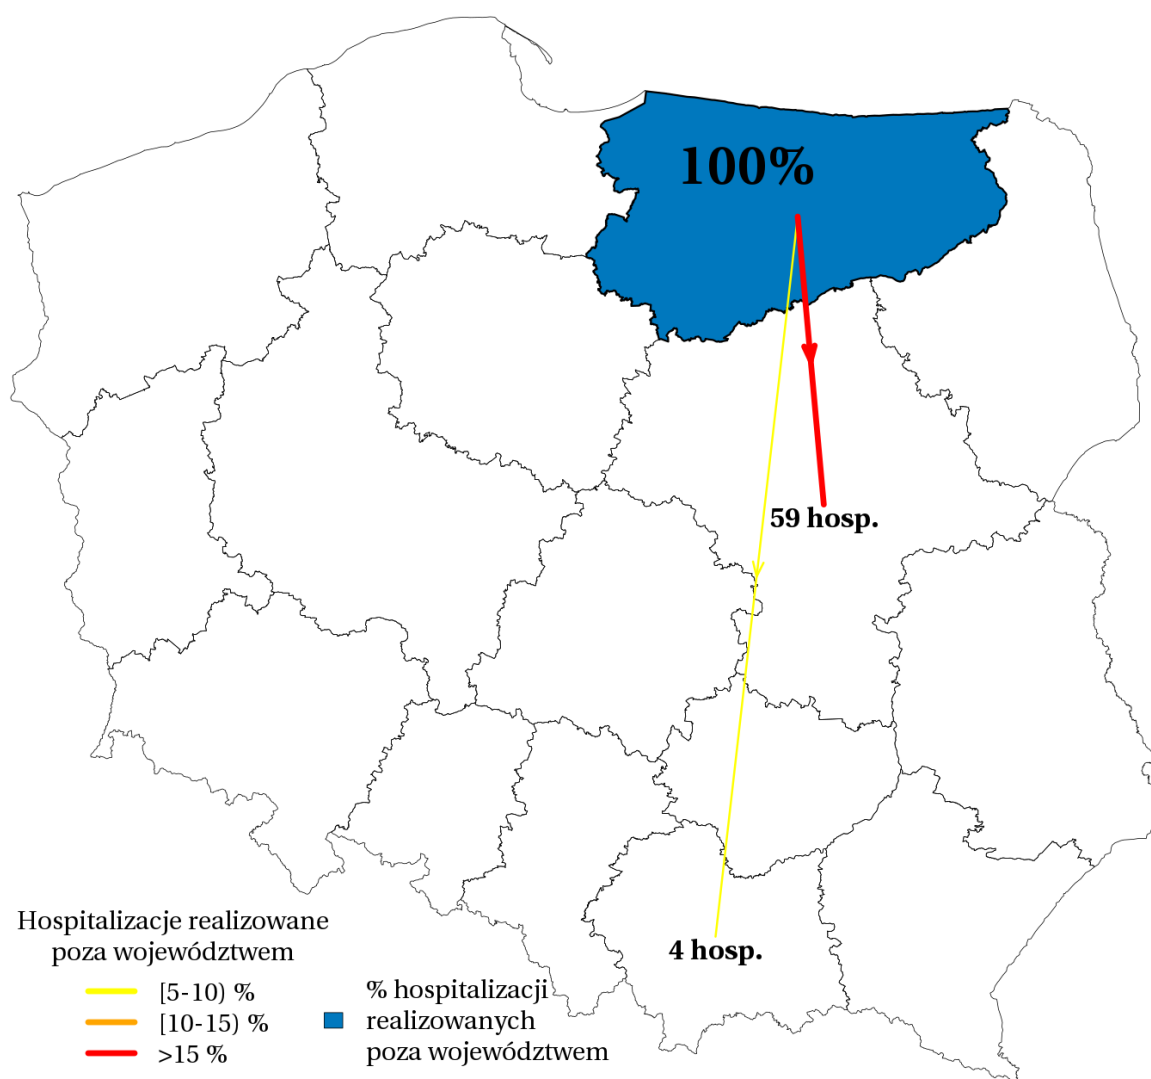 100%
59 hosp.
4 hosp.
Hospitalizacje realizowane
poza województwem
[5-10) %
[10-15) %
>15 %
% hospitalizacji
realizowanych
poza województwem